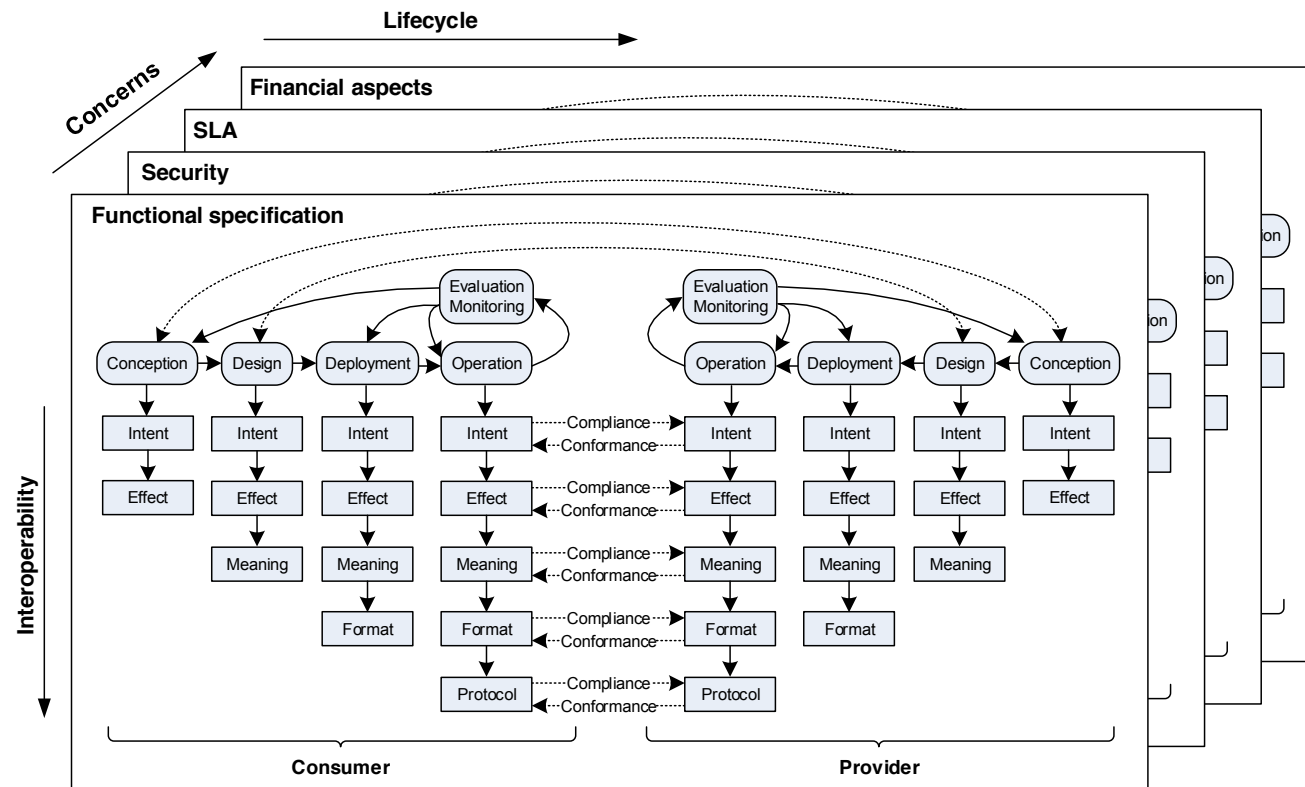 Lifecycle
Concerns
Financial aspects
SLA
Security
Functional specification
Evaluation
Monitoring
Evaluation
Monitoring
Conception
Design
Deployment
Operation
Operation
Deployment
Design
Conception
ion
ion
ion
Interoperability
Intent
Intent
Intent
Intent
Compliance
Conformance
Intent
Intent
Intent
Intent
Effect
Effect
Effect
Effect
Compliance
Conformance
Effect
Effect
Effect
Effect
Meaning
Meaning
Meaning
Compliance
Conformance
Meaning
Meaning
Meaning
Format
Format
Compliance
Conformance
Format
Format
Protocol
Compliance
Conformance
Protocol
Consumer
Provider